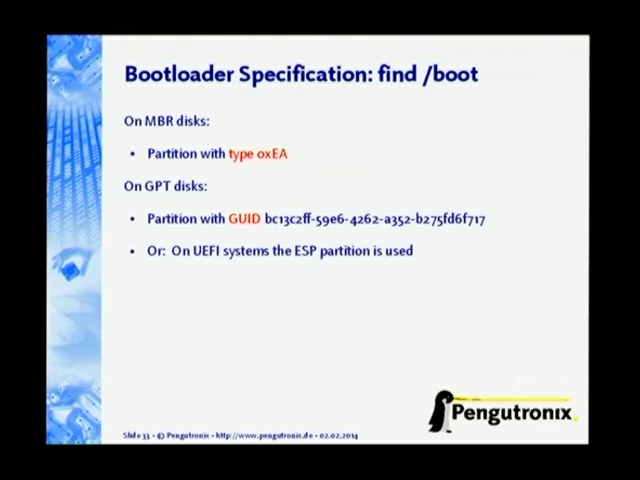 Bootloader Specification: find /boot
On MBR disks:
• Partition with type 0xEA
On GPT disks:
• Partition with GUID bc13c2ff-59e6-4262-a352-b275fd6f717
• Or: On UEFI systems the ESP partition is used
Pengutronix
Slide 33 - © Pengutronix - http://www.pengutronix.de - 02.02.2014